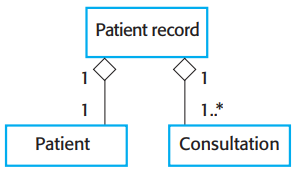 Patient record
1 1
1 1..*
Patient Consultation